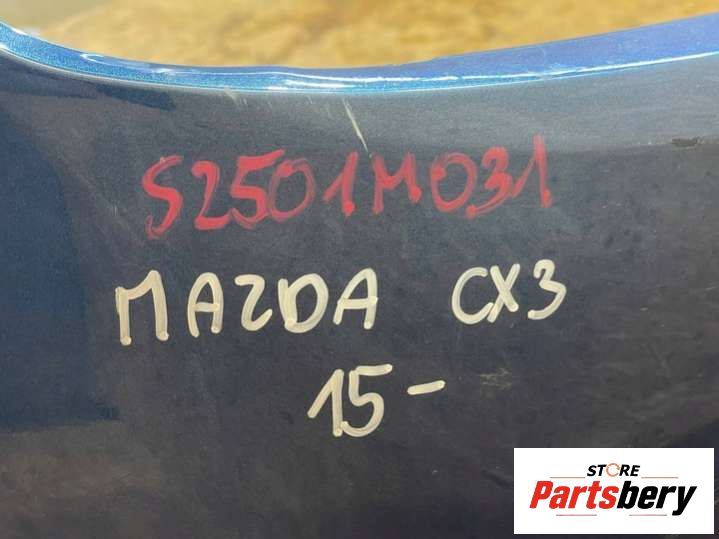 S2501M031
MAZDA CX3
15-
STORE
Partsbery